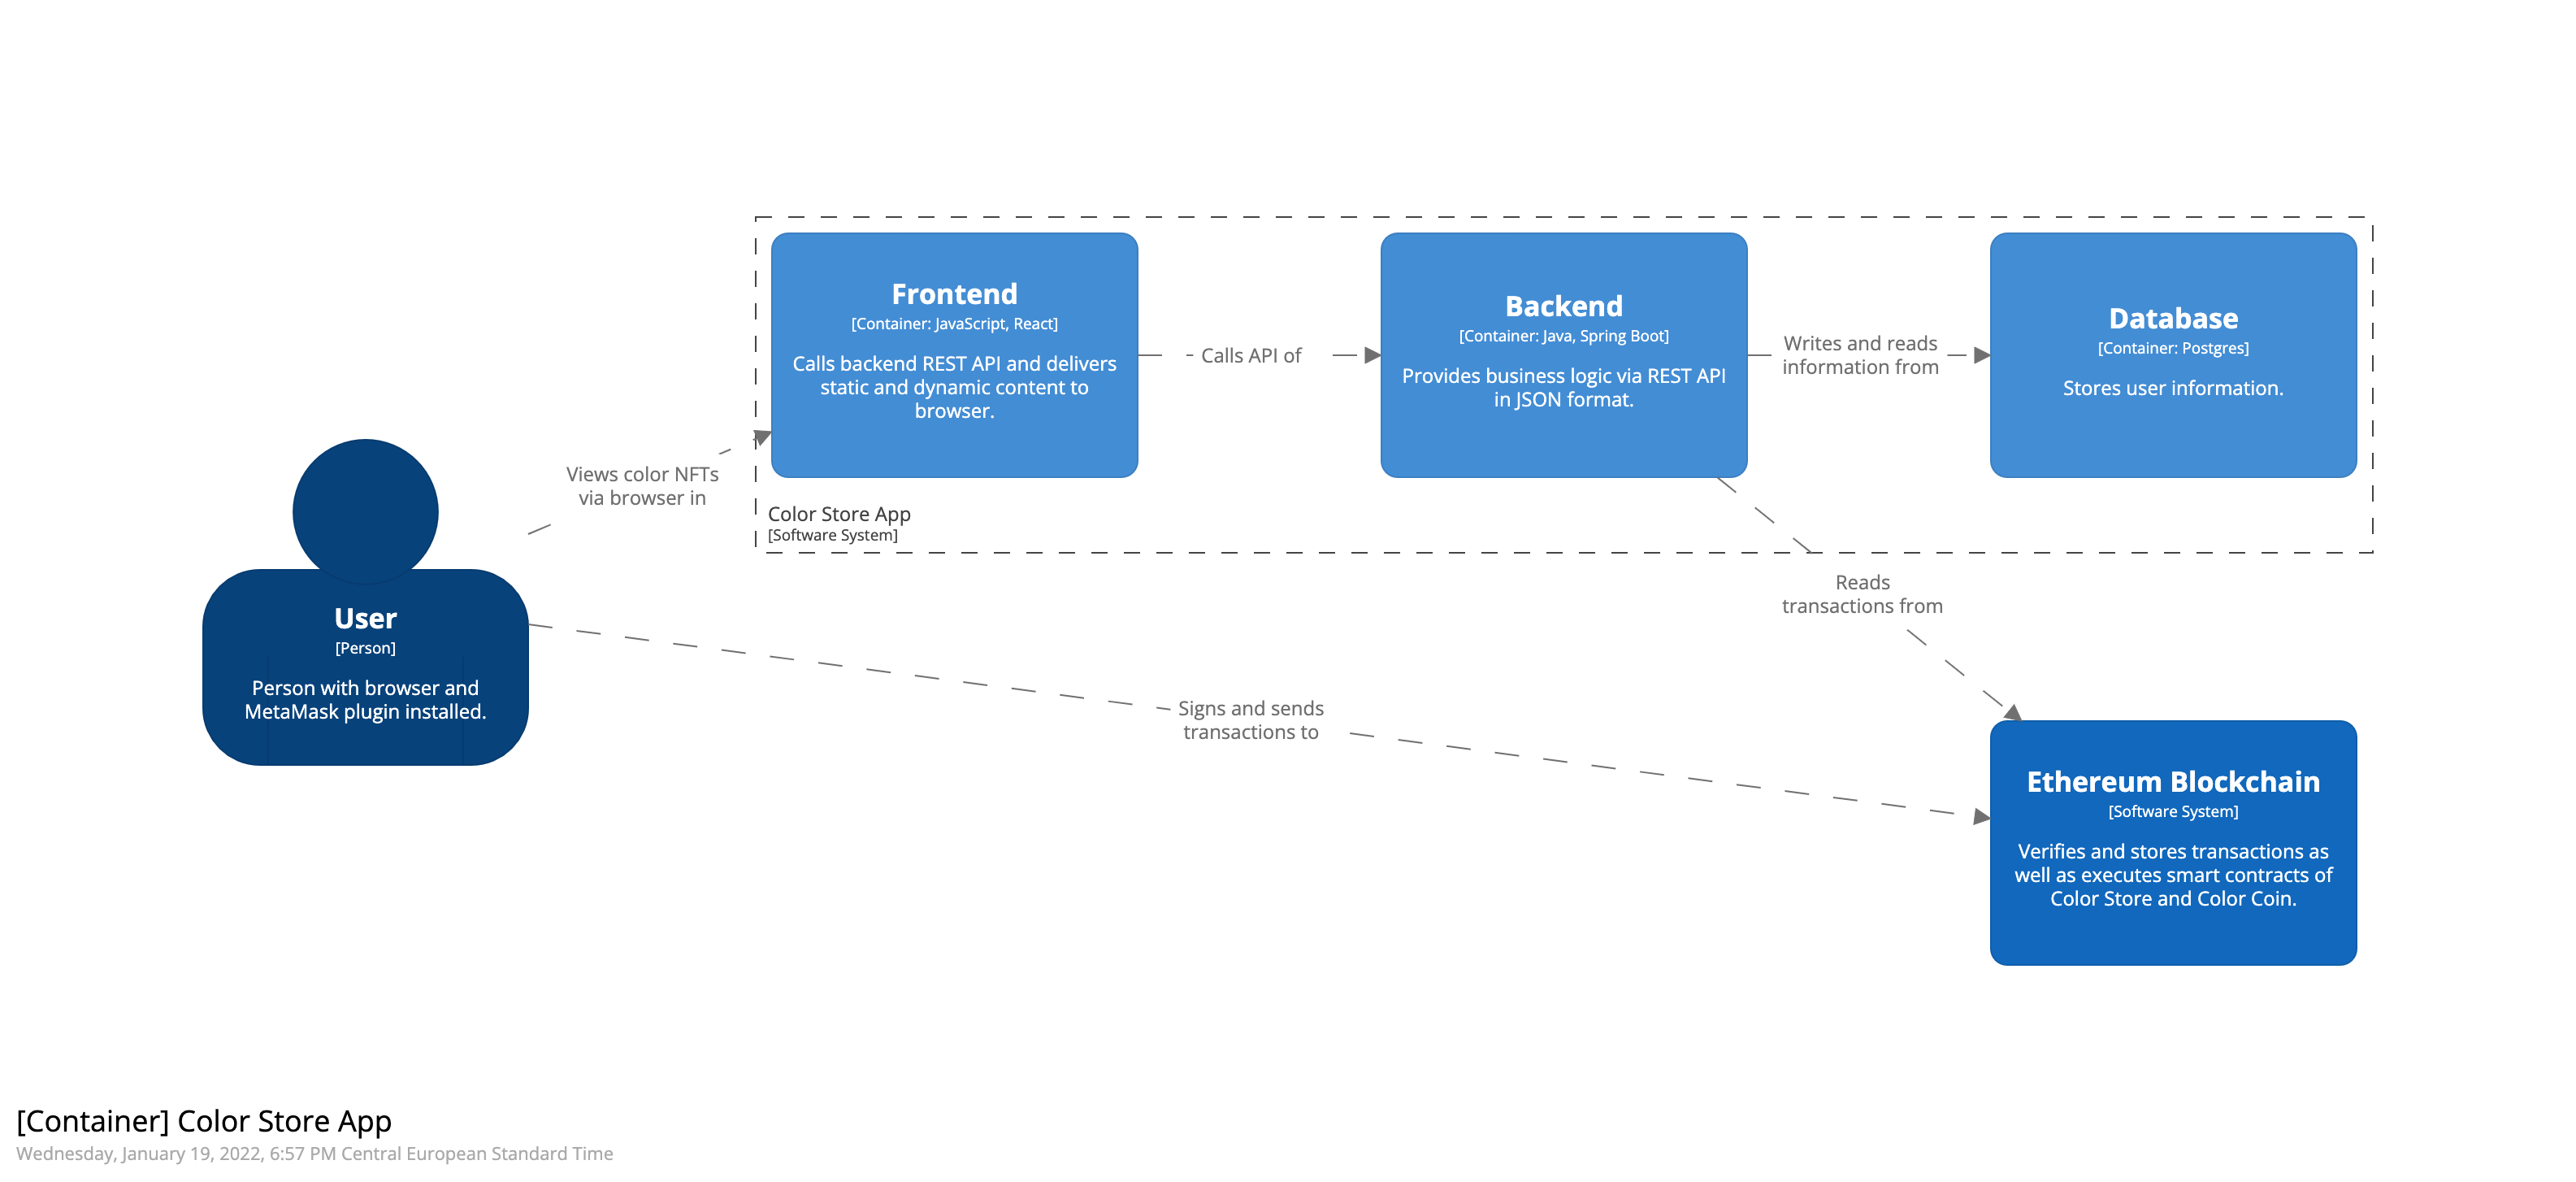 Frontend
[Container: JavaScript, React]
Calls backend REST API and delivers
static and dynamic content to
browser.
Calls API of
Backend
[Container: Java, Spring Boot]
Provides business logic via REST API
in JSON format.
Writes and reads
information from
Database
[Container: Postgres]
Stores user information.
Views color NFTs
via browser in
Color Store App
[Software System]
Reads
transactions from
User
[Person]
Person with browser and
MetaMask plugin installed.
Signs and sends
transactions to
Ethereum Blockchain
[Software System]
Verifies and stores transactions as
well as executes smart contracts of
Color Store and Color Coin.
[Container] Color Store App
Wednesday, January 19, 2022, 6:57 PM Central European Standard Time